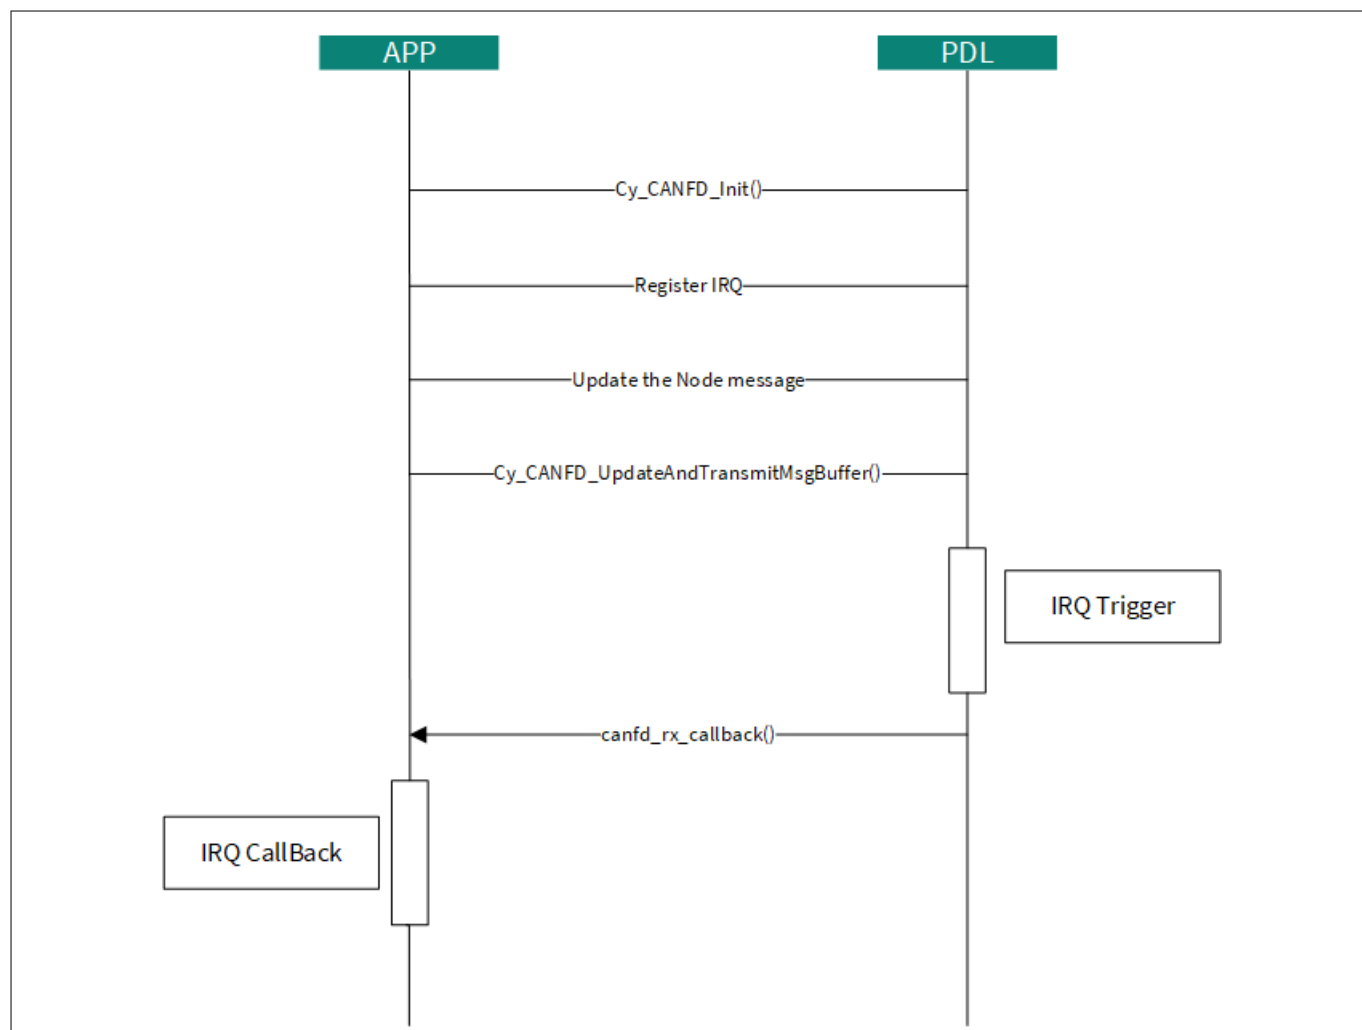 APP
PDL
Cy_CANFD_Init()
Register IRQ
Update the Node message
Cy_CANFD_UpdateAndTransmitMsgBuffer()
IRQ Trigger
canfd_rx_callback()
IRQ CallBack